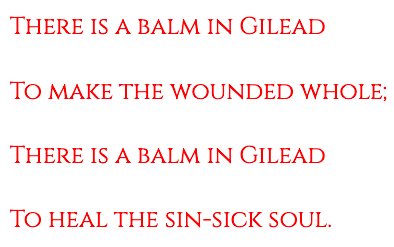 There is a balm in Gilead
To make the wounded whole;
There is a balm in Gilead
To heal the sin-sick soul.